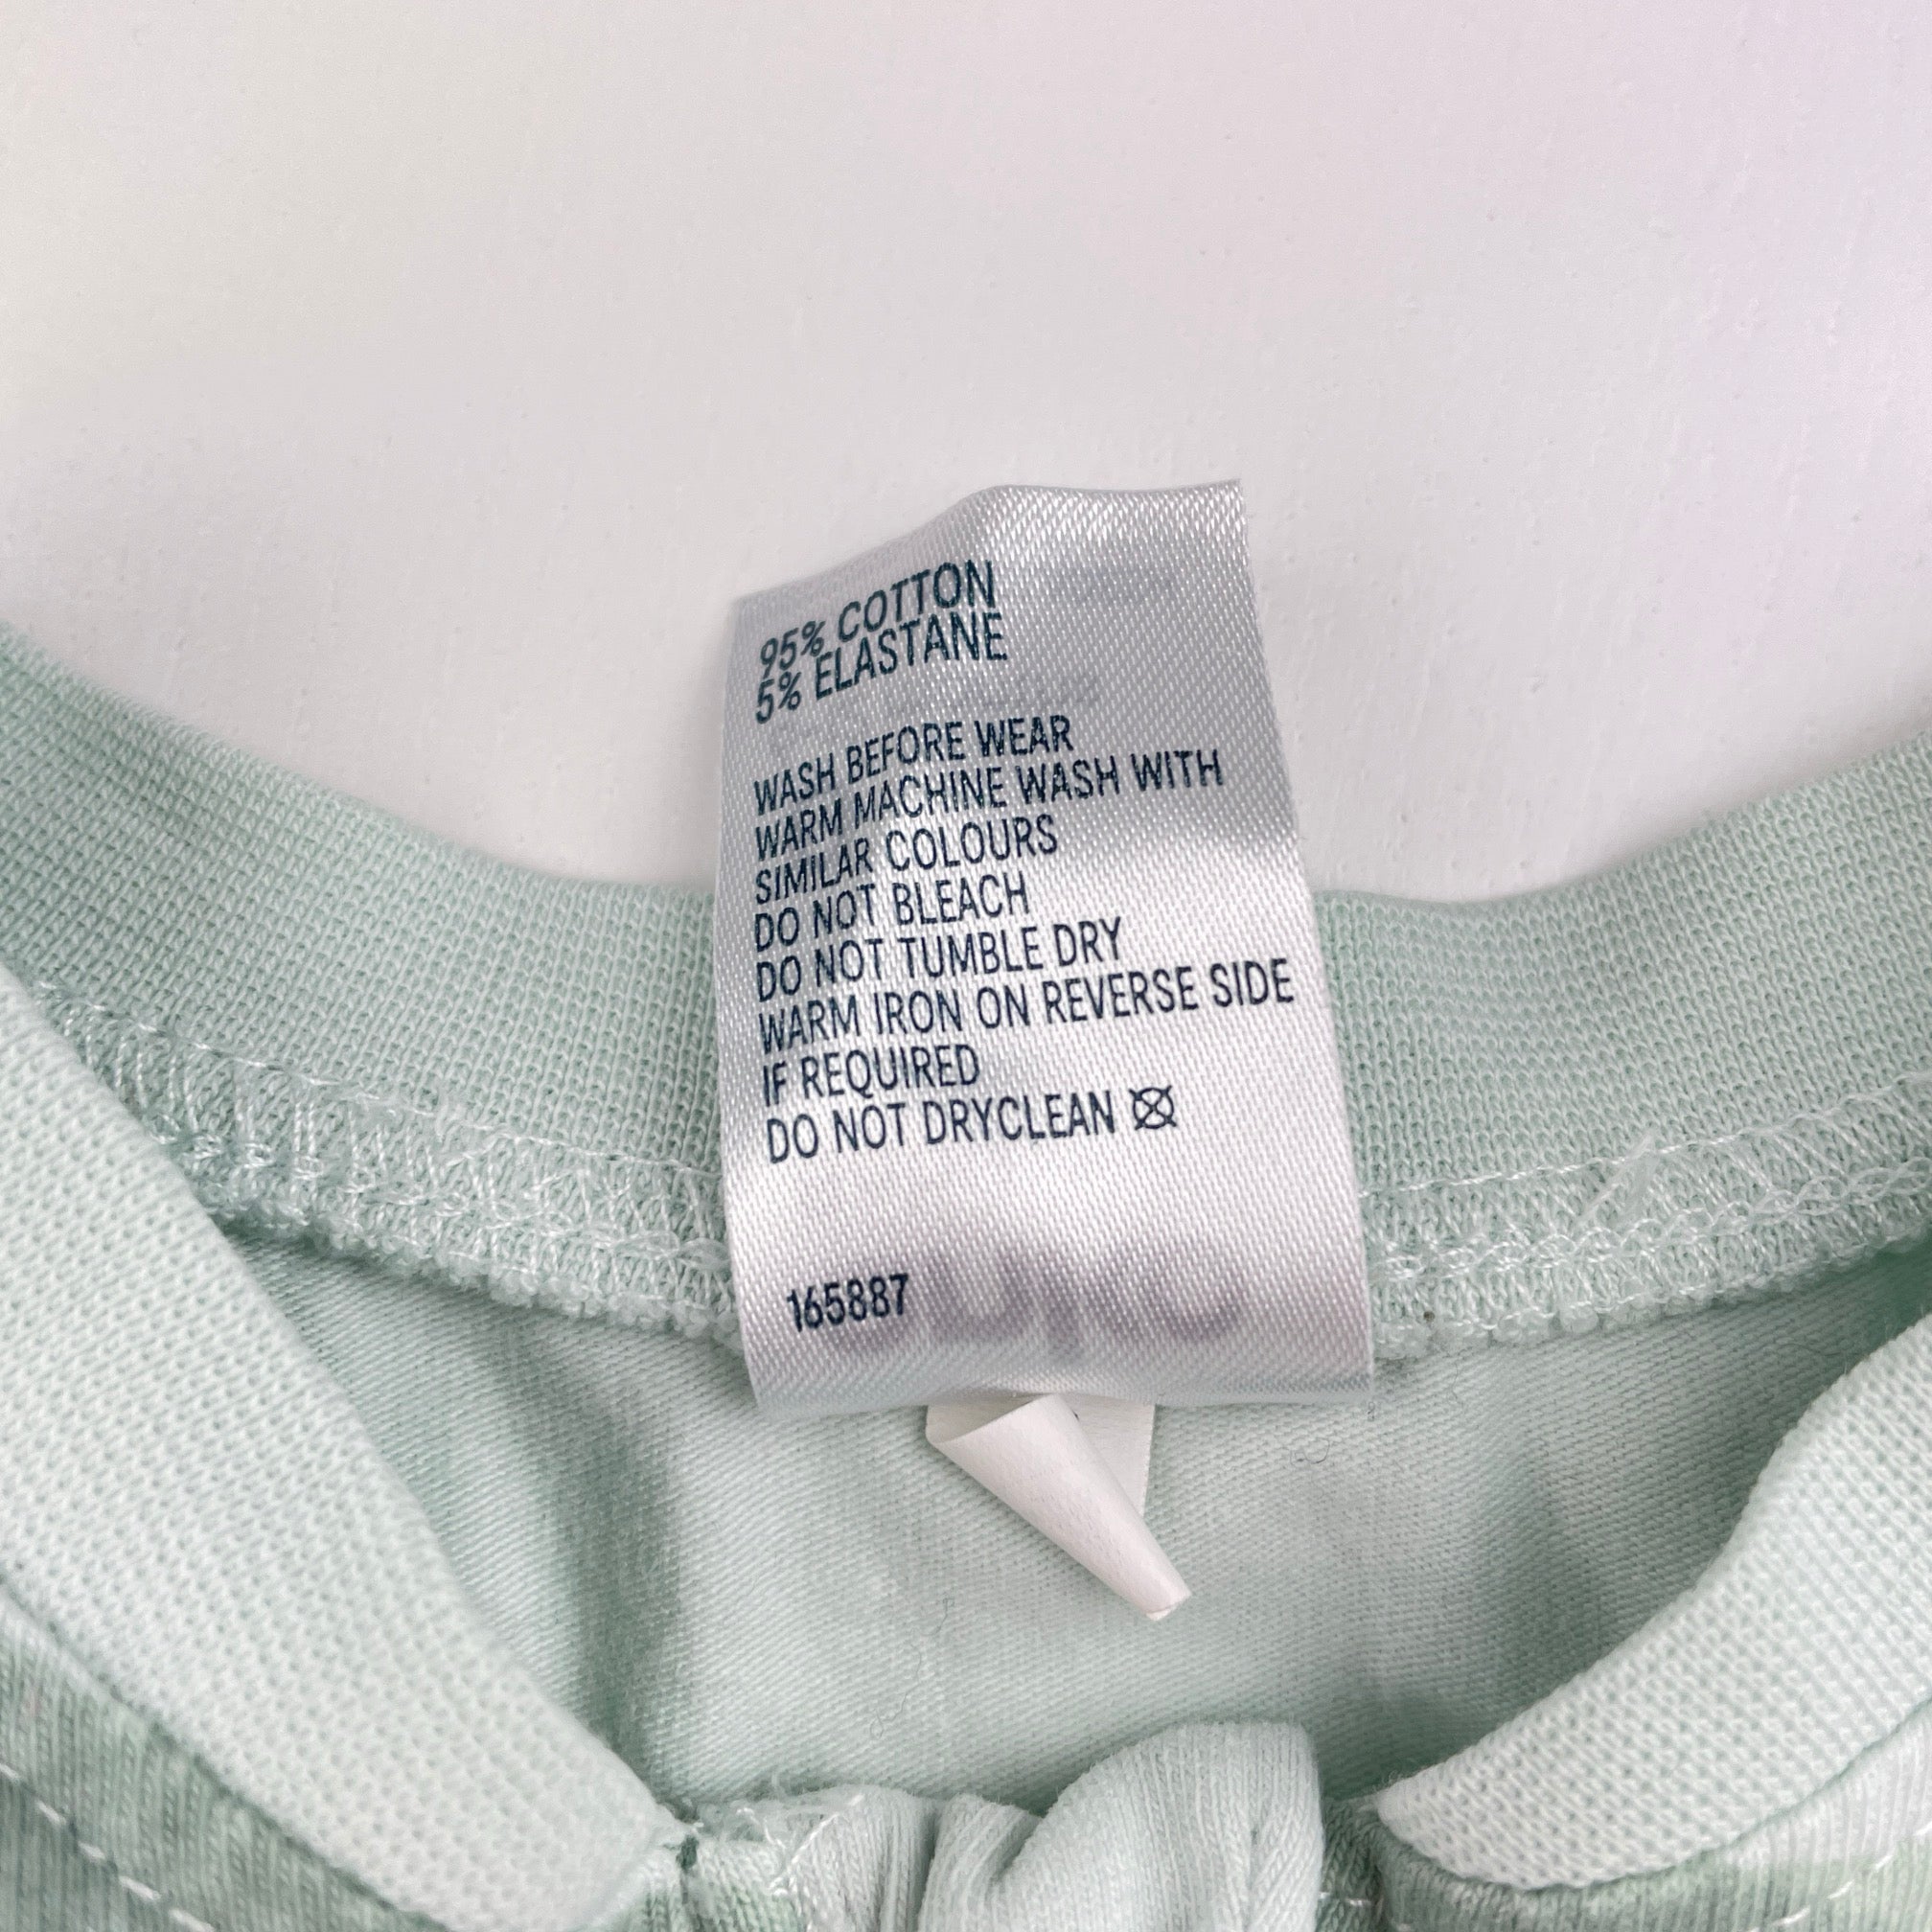 95% COTTON
5% ELASTANE
WASH BEFORE WEAR
WARM MACHINE WASH WITH
SIMILAR COLOURS
DO NOT BLEACH
DO NOT TUMBLE DRY
WARM IRON ON REVERSE SIDE
IF REQUIRED
DO NOT DRYCLEAN
165887